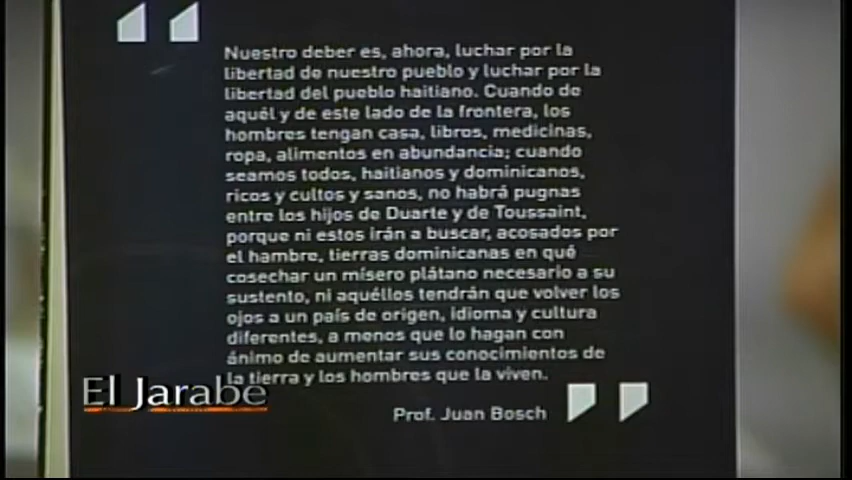 Nuestro deber es, ahora, luchar por la
libertad de nuestro pueblo y luchar por la
libertad del pueblo haitiano. Cuando de
aquél y de este lado de la frontera, los
hombres tengan casa, libros, medicinas,
ropa, alimentos en abundancia; cuando
seamos todos, haitianos y dominicanos,
ricos y cultos y sanos, no habrá pugnas
entre los hijos de Duarte y de Toussaint,
porque ni estos irán a buscar, acosados por
el hambre, tierras dominicanas en qué
cosechar un mísero plátano necesario a su
sustento, ni aquéllos tendrán que volver los
ojos a un país de origen, idioma y cultura
diferentes, a menos que lo hagan con
ánimo de aumentar sus conocimientos de
la tierra y los hombres que la viven.
El Jarabe
Prof. Juan Bosch